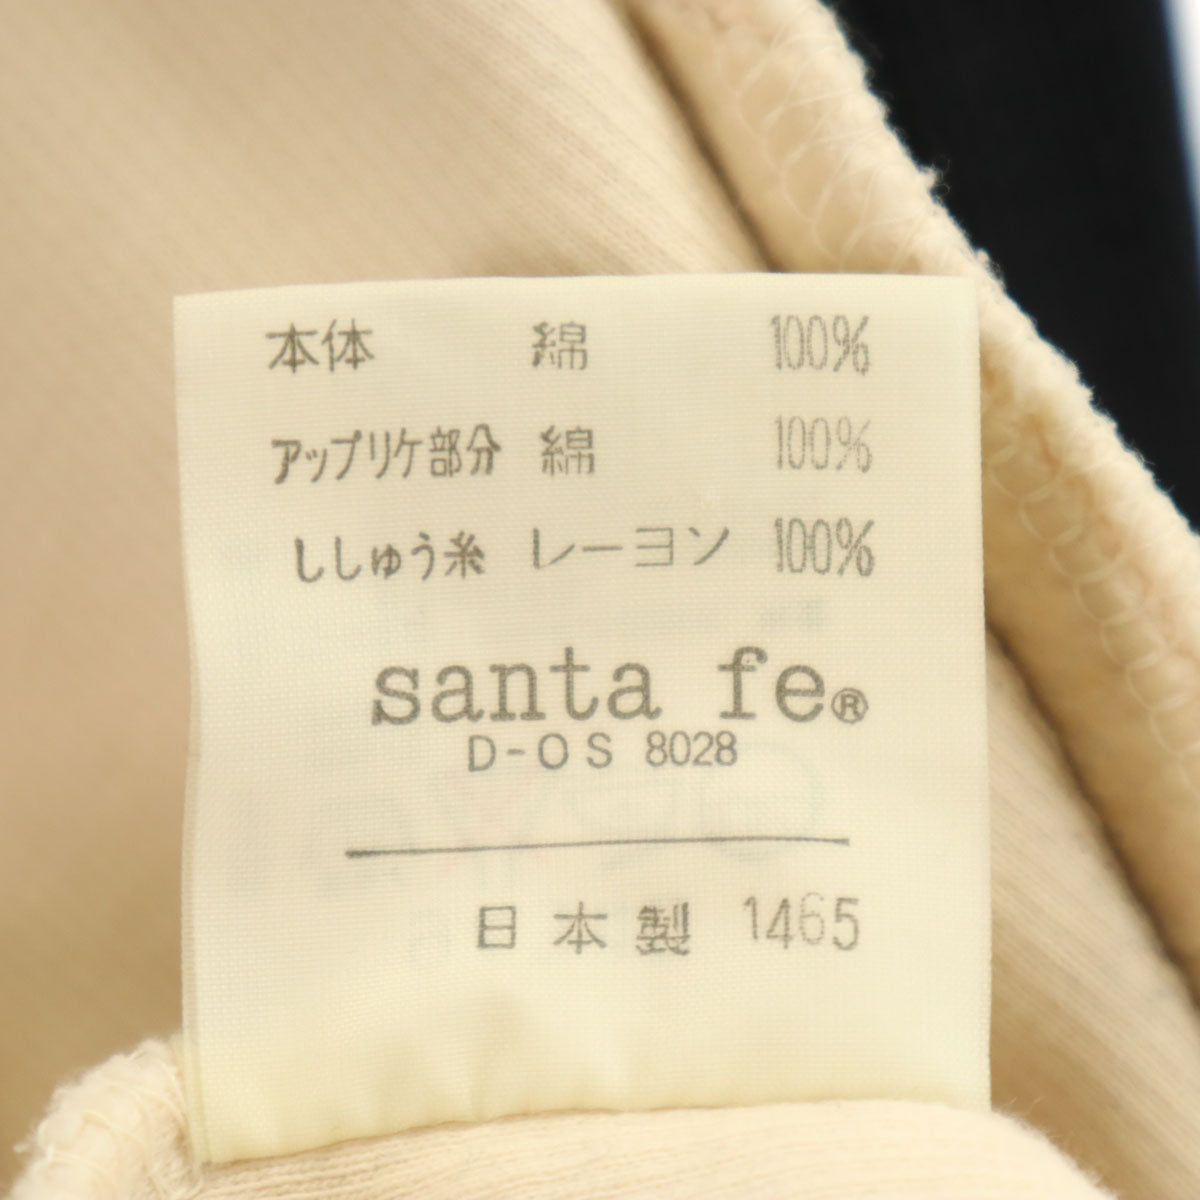 本体 綿 100%
アップリケ部分 綿 100%
ししゅう糸 レーヨン 100%
santa fe®
D-OS 8028
日本製 1465